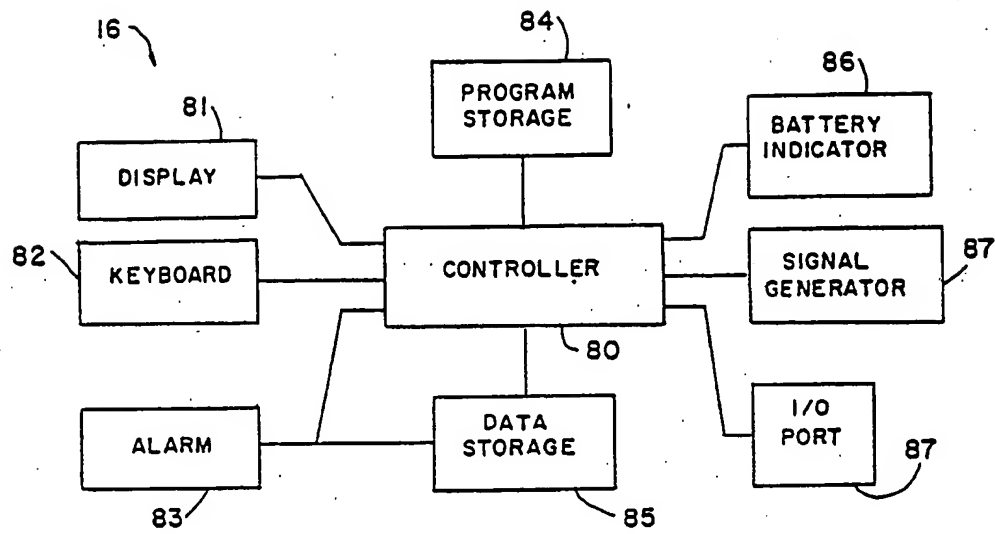 16
84
PROGRAM
STORAGE
86
BATTERY
INDICATOR
81
DISPLAY
82
KEYBOARD
CONTROLLER
80
SIGNAL
GENERATOR
87
ALARM
83
DATA
STORAGE
85
I/O
PORT
87